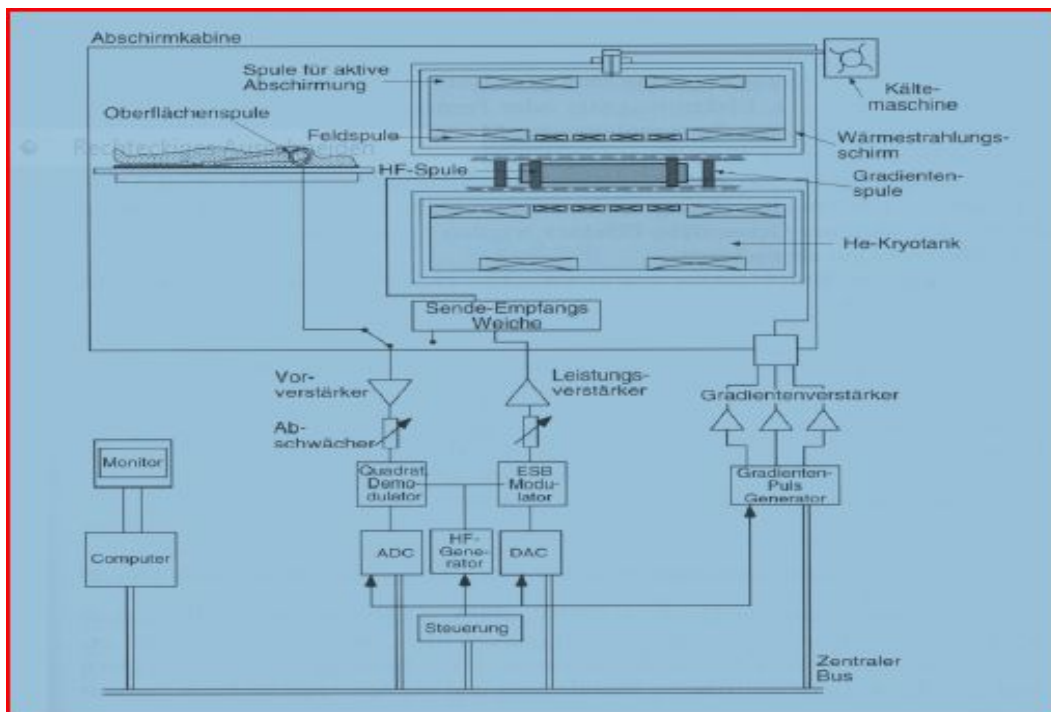 Abschirmkabine
Spule für aktive
Abschirmung
Kälte-
maschine
Oberflächenspule
Feldspule
Wärmestrahlungs-
schirm
Rechteckiges Ausschneiden
HF-Spule
Gradienten-
spule
He-Kryotank
Sende-Empfangs
Weiche
Vor-
verstärker
Leistungs-
verstärker
Gradientenverstärker
Ab-
schwächer
Monitor
Quadrat.
Demo-
dulator
ESB
Modu-
lator
Gradienten-
Puls
Generator
Computer
ADC
HF-
Gene-
rator
DAC
Steuerung
Zentraler
Bus